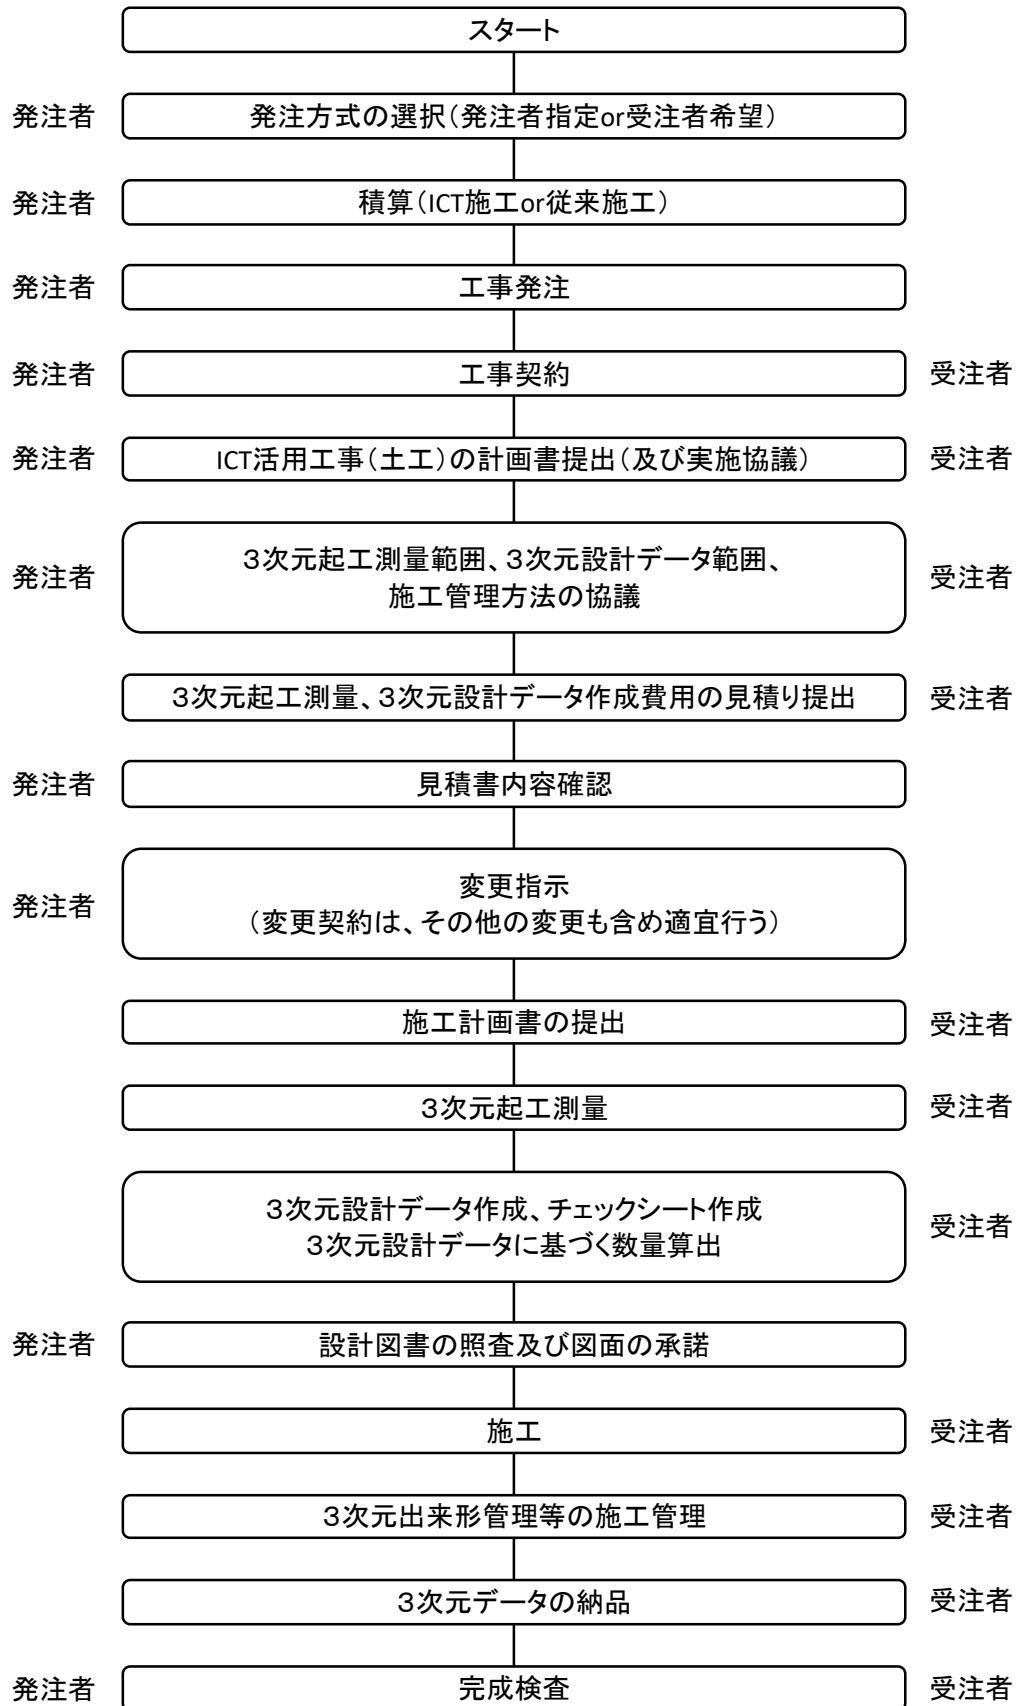 スタート
発注者 発注方式の選択（発注者指定or受注者希望）
発注者 積算（ICT施工or従来施工）
発注者 工事発注
発注者 工事契約 受注者
発注者 ICT活用工事（土工）の計画書提出（及び実施協議） 受注者
３次元起工測量範囲、３次元設計データ範囲、
発注者 施工管理方法の協議 受注者
３次元起工測量、３次元設計データ作成費用の見積り提出 受注者
発注者 見積書内容確認
変更指示
発注者 （変更契約は、その他の変更も含め適宜行う）
施工計画書の提出 受注者
３次元起工測量 受注者
３次元設計データ作成、チェックシート作成
３次元設計データに基づく数量算出 受注者
発注者 設計図書の照査及び図面の承諾
施工 受注者
３次元出来形管理等の施工管理 受注者
３次元データの納品 受注者
発注者 完成検査 受注者